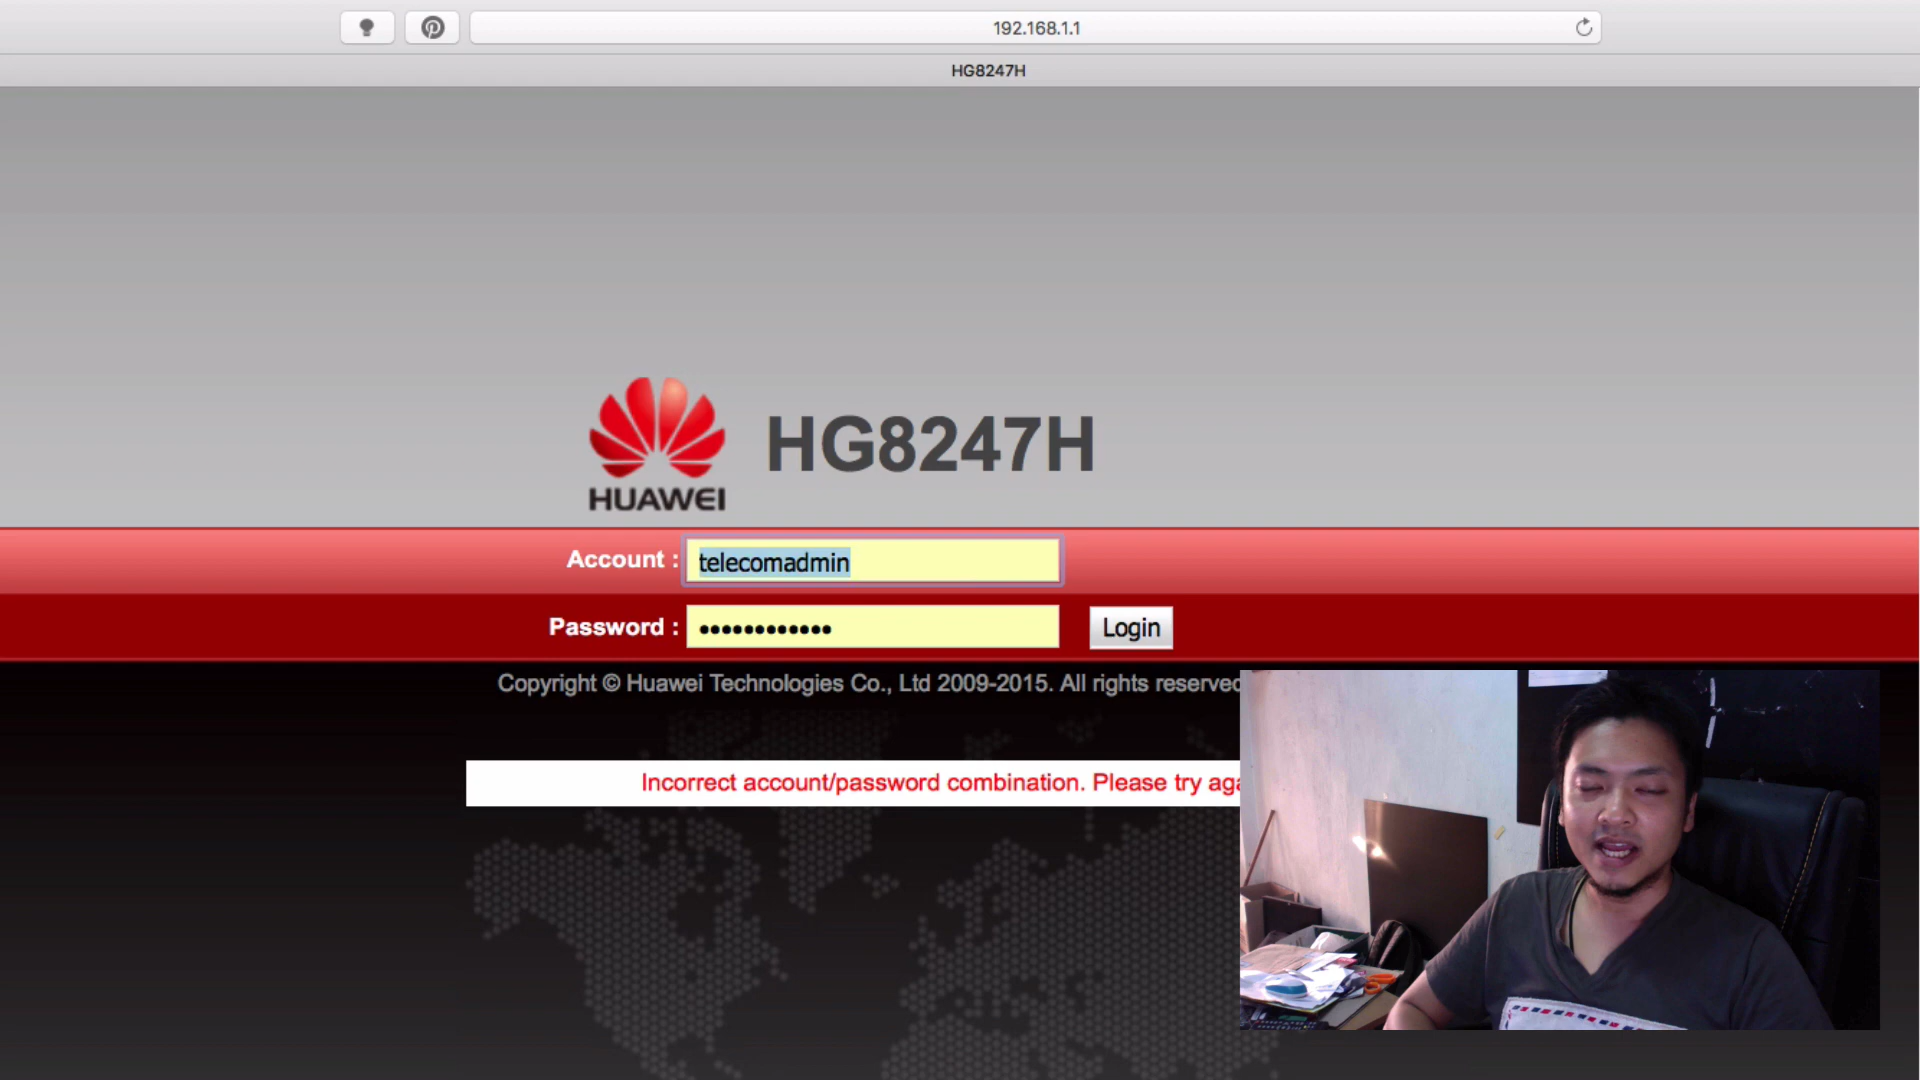 192.168.1.1
HG8247H
HG8247H
HUAWEI
Account :
telecomadmin
Password :
••••••••••••
Login
Copyright © Huawei Technologies Co., Ltd 2009-2015. All rights reserved
Incorrect account/password combination. Please try